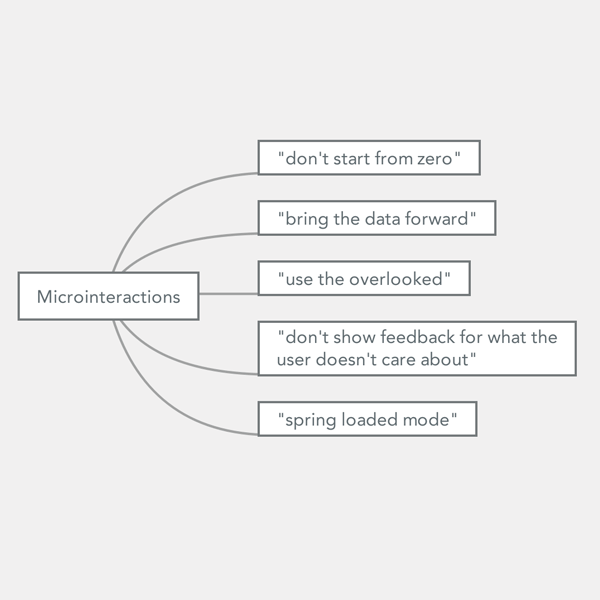 "don't start from zero"
"bring the data forward"
Microinteractions
"use the overlooked"
"don't show feedback for what the
user doesn't care about"
"spring loaded mode"